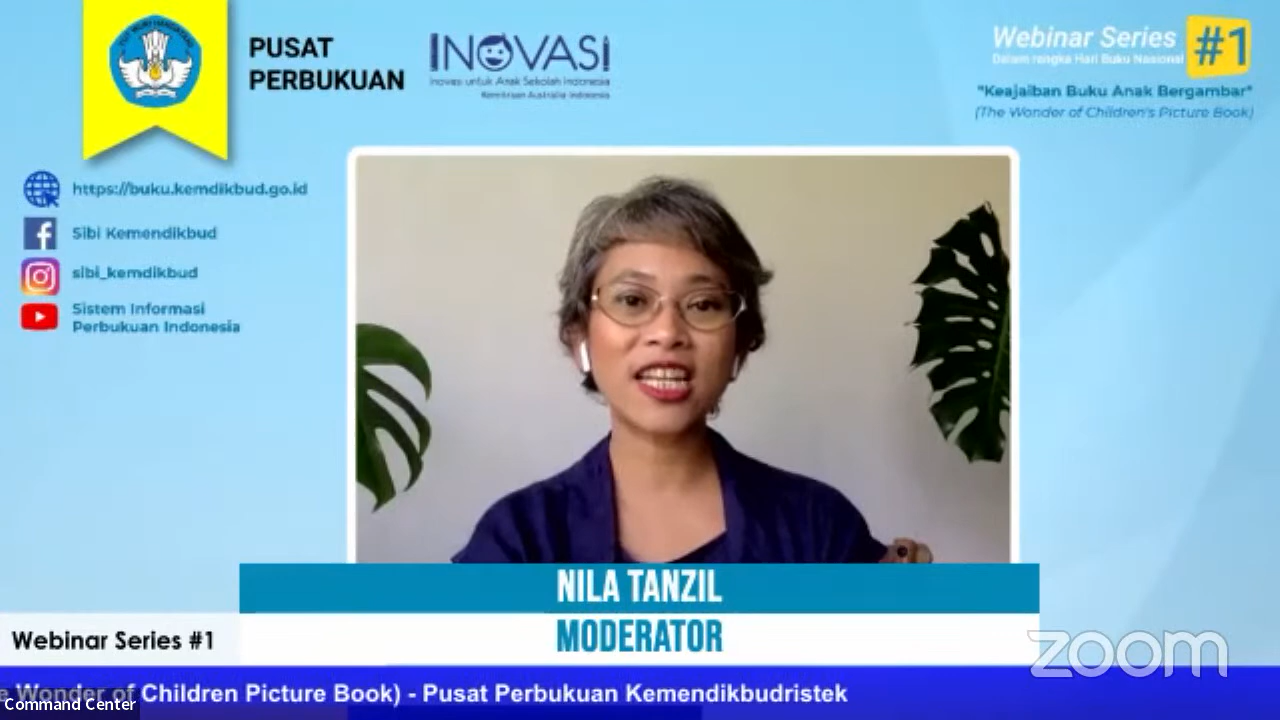 PUSAT
PERBUKUAN
INOVASI
Inovasi untuk Anak Sekolah Indonesia
Kemitraan Australia Indonesia
Webinar Series
#1
Dalam rangka Hari Buku Nasional
"Keajaiban Buku Anak Bergambar"
(The Wonder of Children's Picture Book)
https://buku.kemdikbud.go.id
Sibi Kemendikbud
sibi_kemdikbud
Sistem Informasi
Perbukuan Indonesia
NILA TANZIL
MODERATOR
Webinar Series #1
zoom
e Wonder of Children Picture Book) - Pusat Perbukuan Kemendikbudristek
Command Center